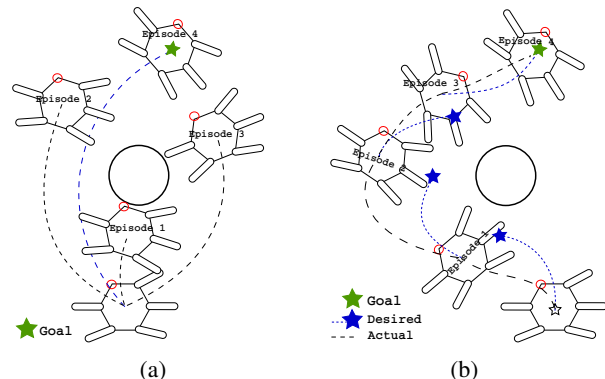 Episode 4
Episode 2
Episode 3
Episode 1
Goal
(a)
Episode 4
Episode 3
Episode 2
Episode 1
Goal
Desired
Actual
(b)